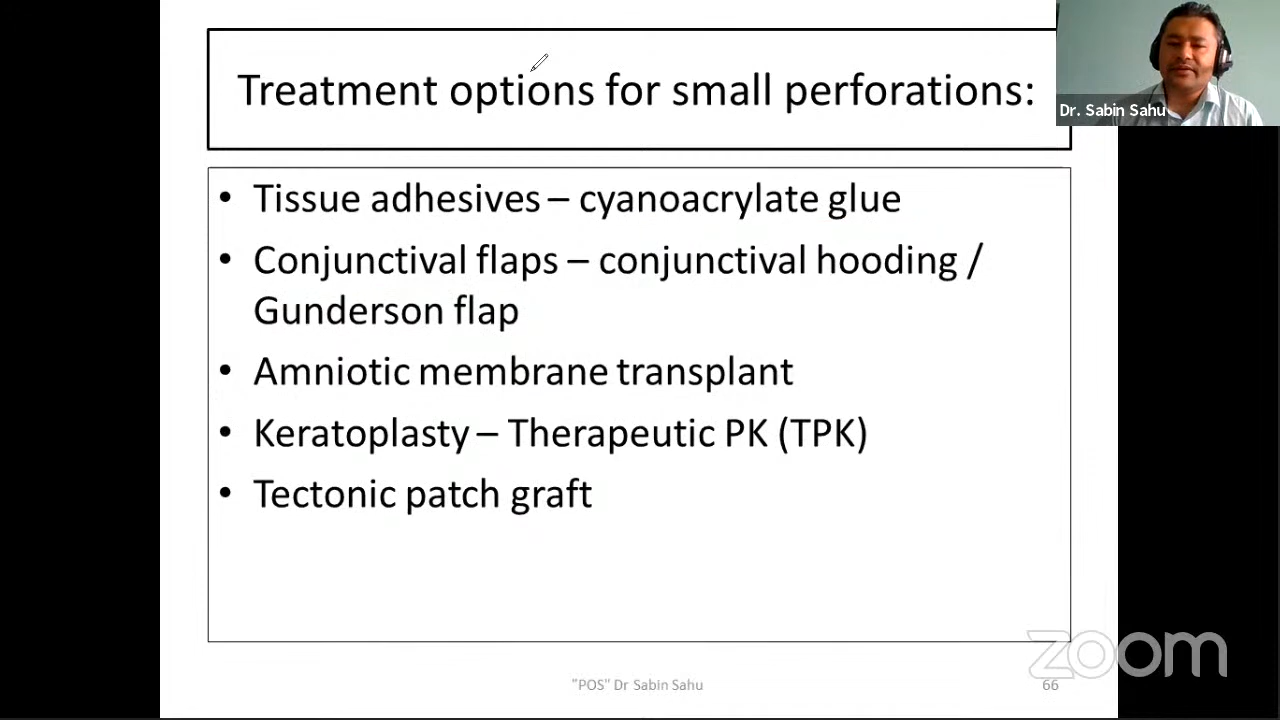 Treatment options for small perforations:
Dr. Sabin Sahu
• Tissue adhesives – cyanoacrylate glue
• Conjunctival flaps – conjunctival hooding /
Gunderson flap
• Amniotic membrane transplant
• Keratoplasty – Therapeutic PK (TPK)
• Tectonic patch graft
zoom
"POS" Dr Sabin Sahu
66